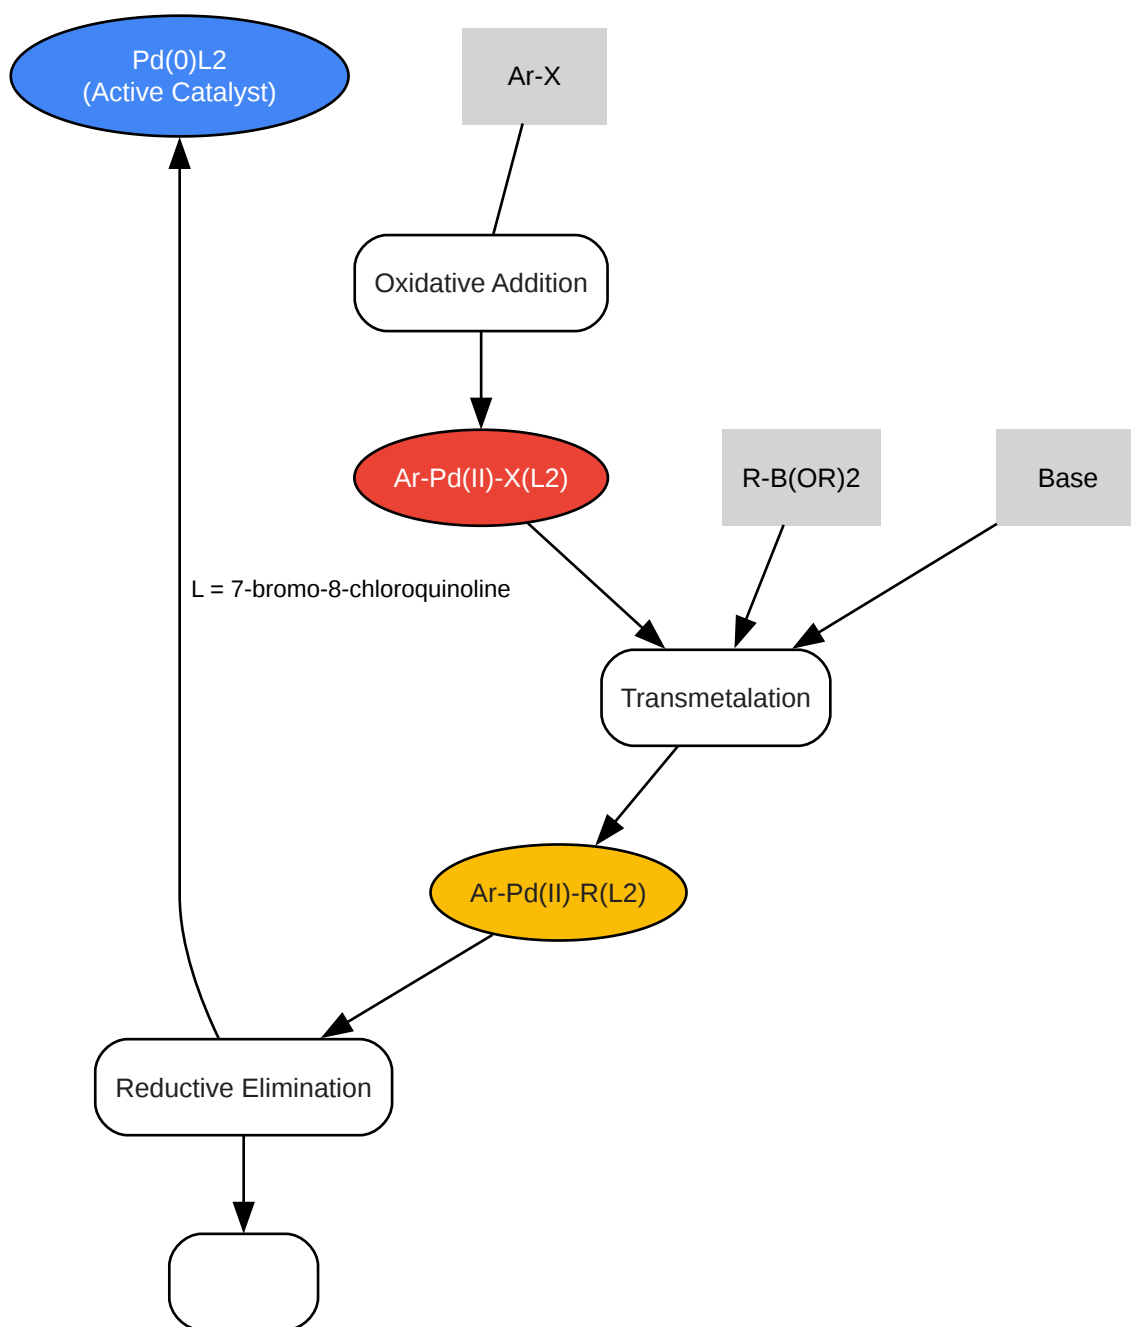 Pd(0)L2
(Active Catalyst)
Ar-X
Oxidative Addition
Ar-Pd(II)-X(L2)
R-B(OR)2
Base
L = 7-bromo-8-chloroquinoline
Transmetalation
Ar-Pd(II)-R(L2)
Reductive Elimination